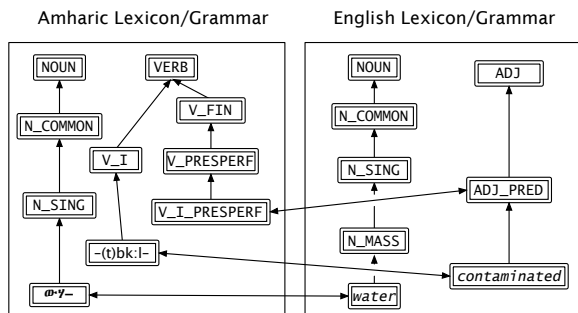 Amharic Lexicon/Grammar
NOUN
VERB
V_FIN
N_COMMON
V_I
V_PRESPERF
N_SING
V_I_PRESPERF
–(t)bk:l–
ውሃ–
English Lexicon/Grammar
NOUN
ADJ
N_COMMON
N_SING
ADJ_PRED
N_MASS
contaminated
water